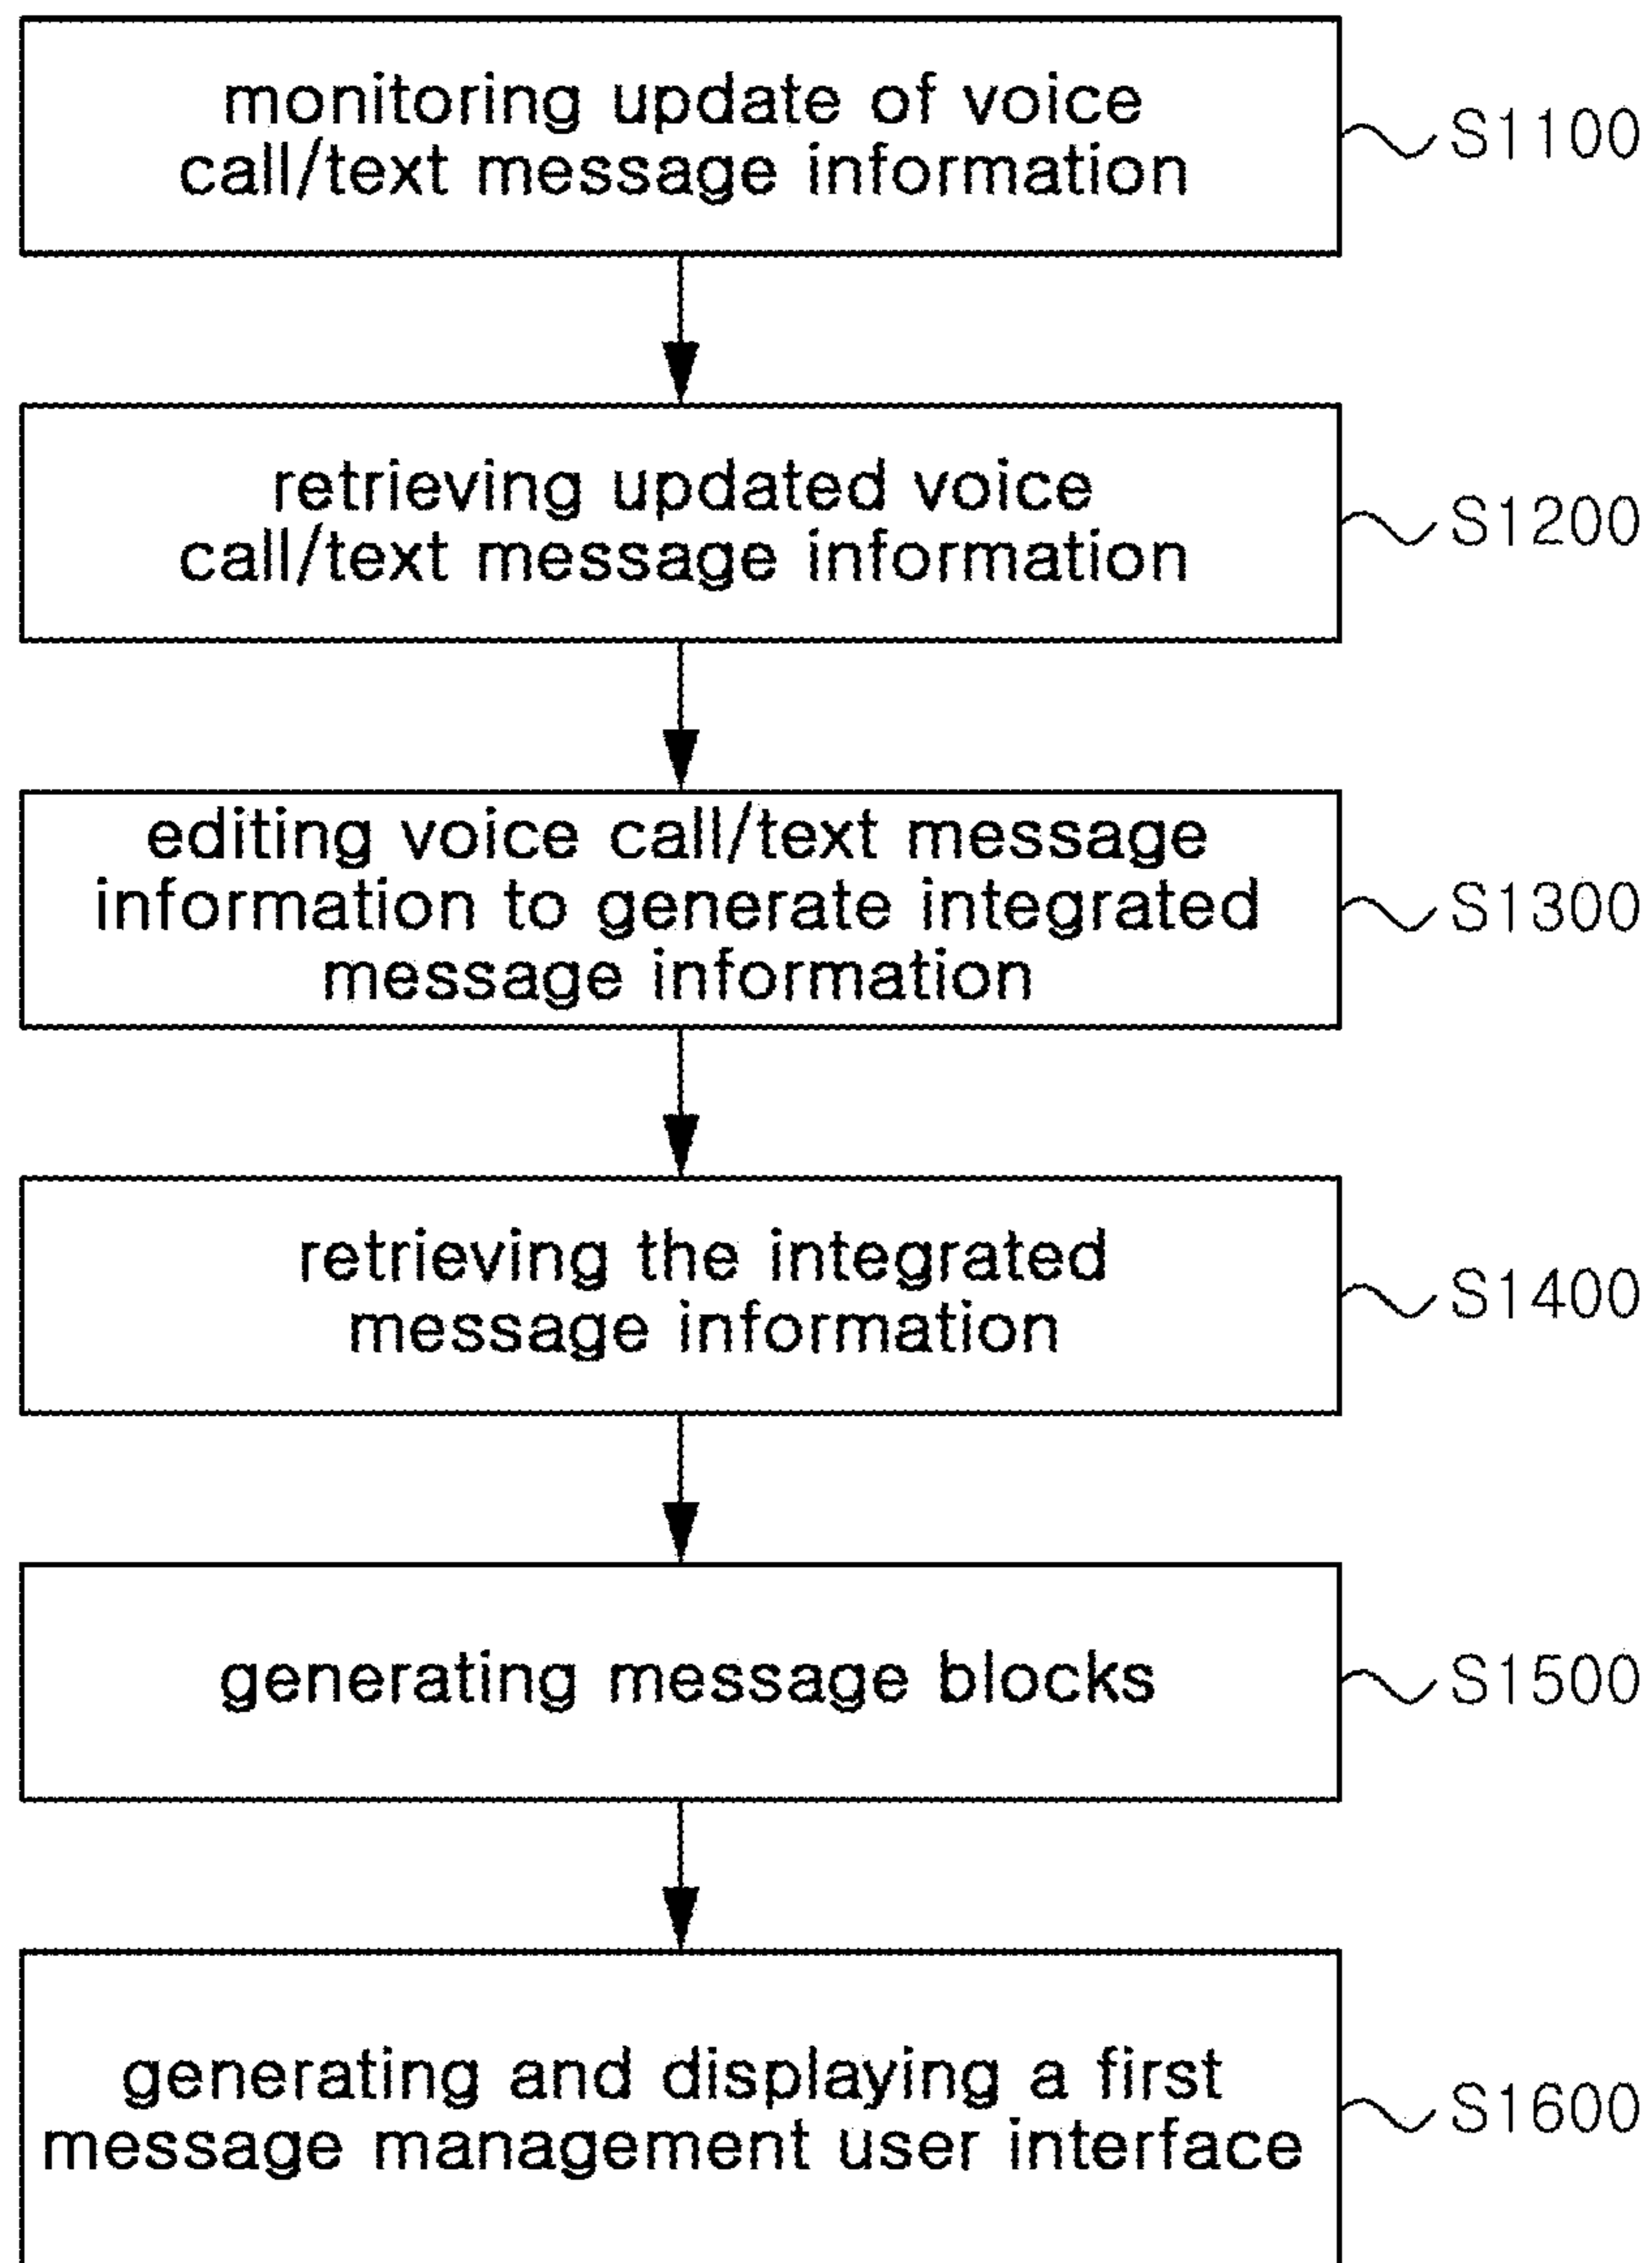 monitoring update of voice
call/text message information
S1100
retrieving updated voice
call/text message information
S1200
editing voice call/text message
information to generate integrated
message information
S1300
retrieving the integrated
message information
S1400
generating message blocks
S1500
generating and displaying a first
message management user interface
S1600